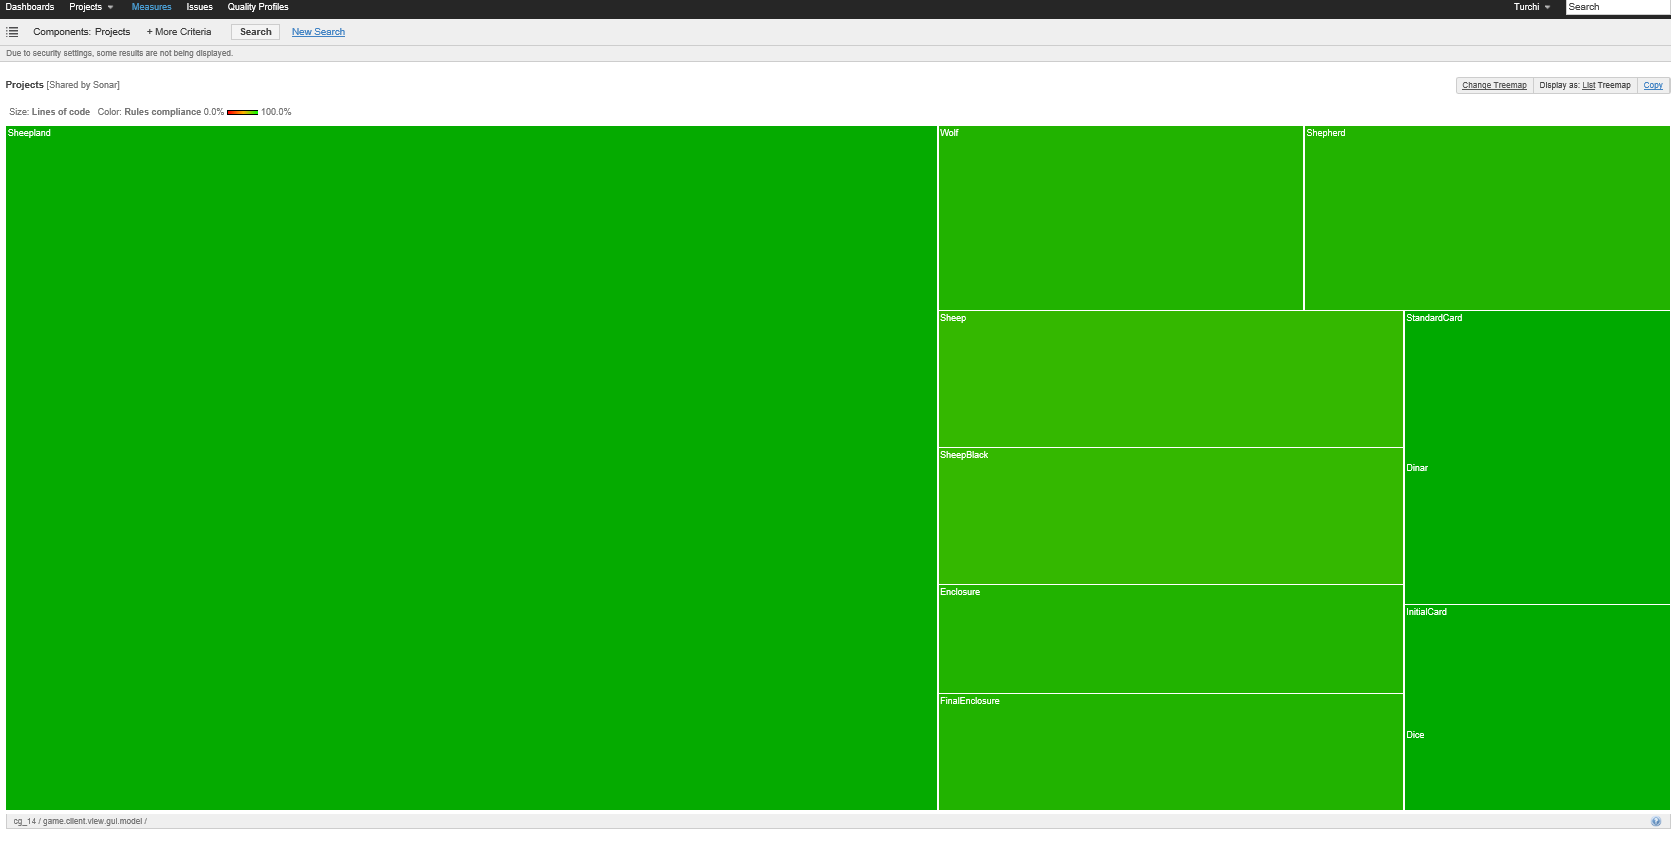 Dashboards Projects Measures Issues Quality Profiles Turchi Search
Components: Projects + More Criteria Search New Search
Due to security settings, some results are not being displayed.
Projects [Shared by Sonar] Change Treemap Display as: List Treemap Copy
Size: Lines of code Color: Rules compliance 0.0% 100.0%
Sheepland Wolf Shepherd
Sheep StandardCard
SheepBlack
Dinar
Enclosure
InitialCard
FinalEnclosure
Dice
cg_14 / game.client.view.gui.model /